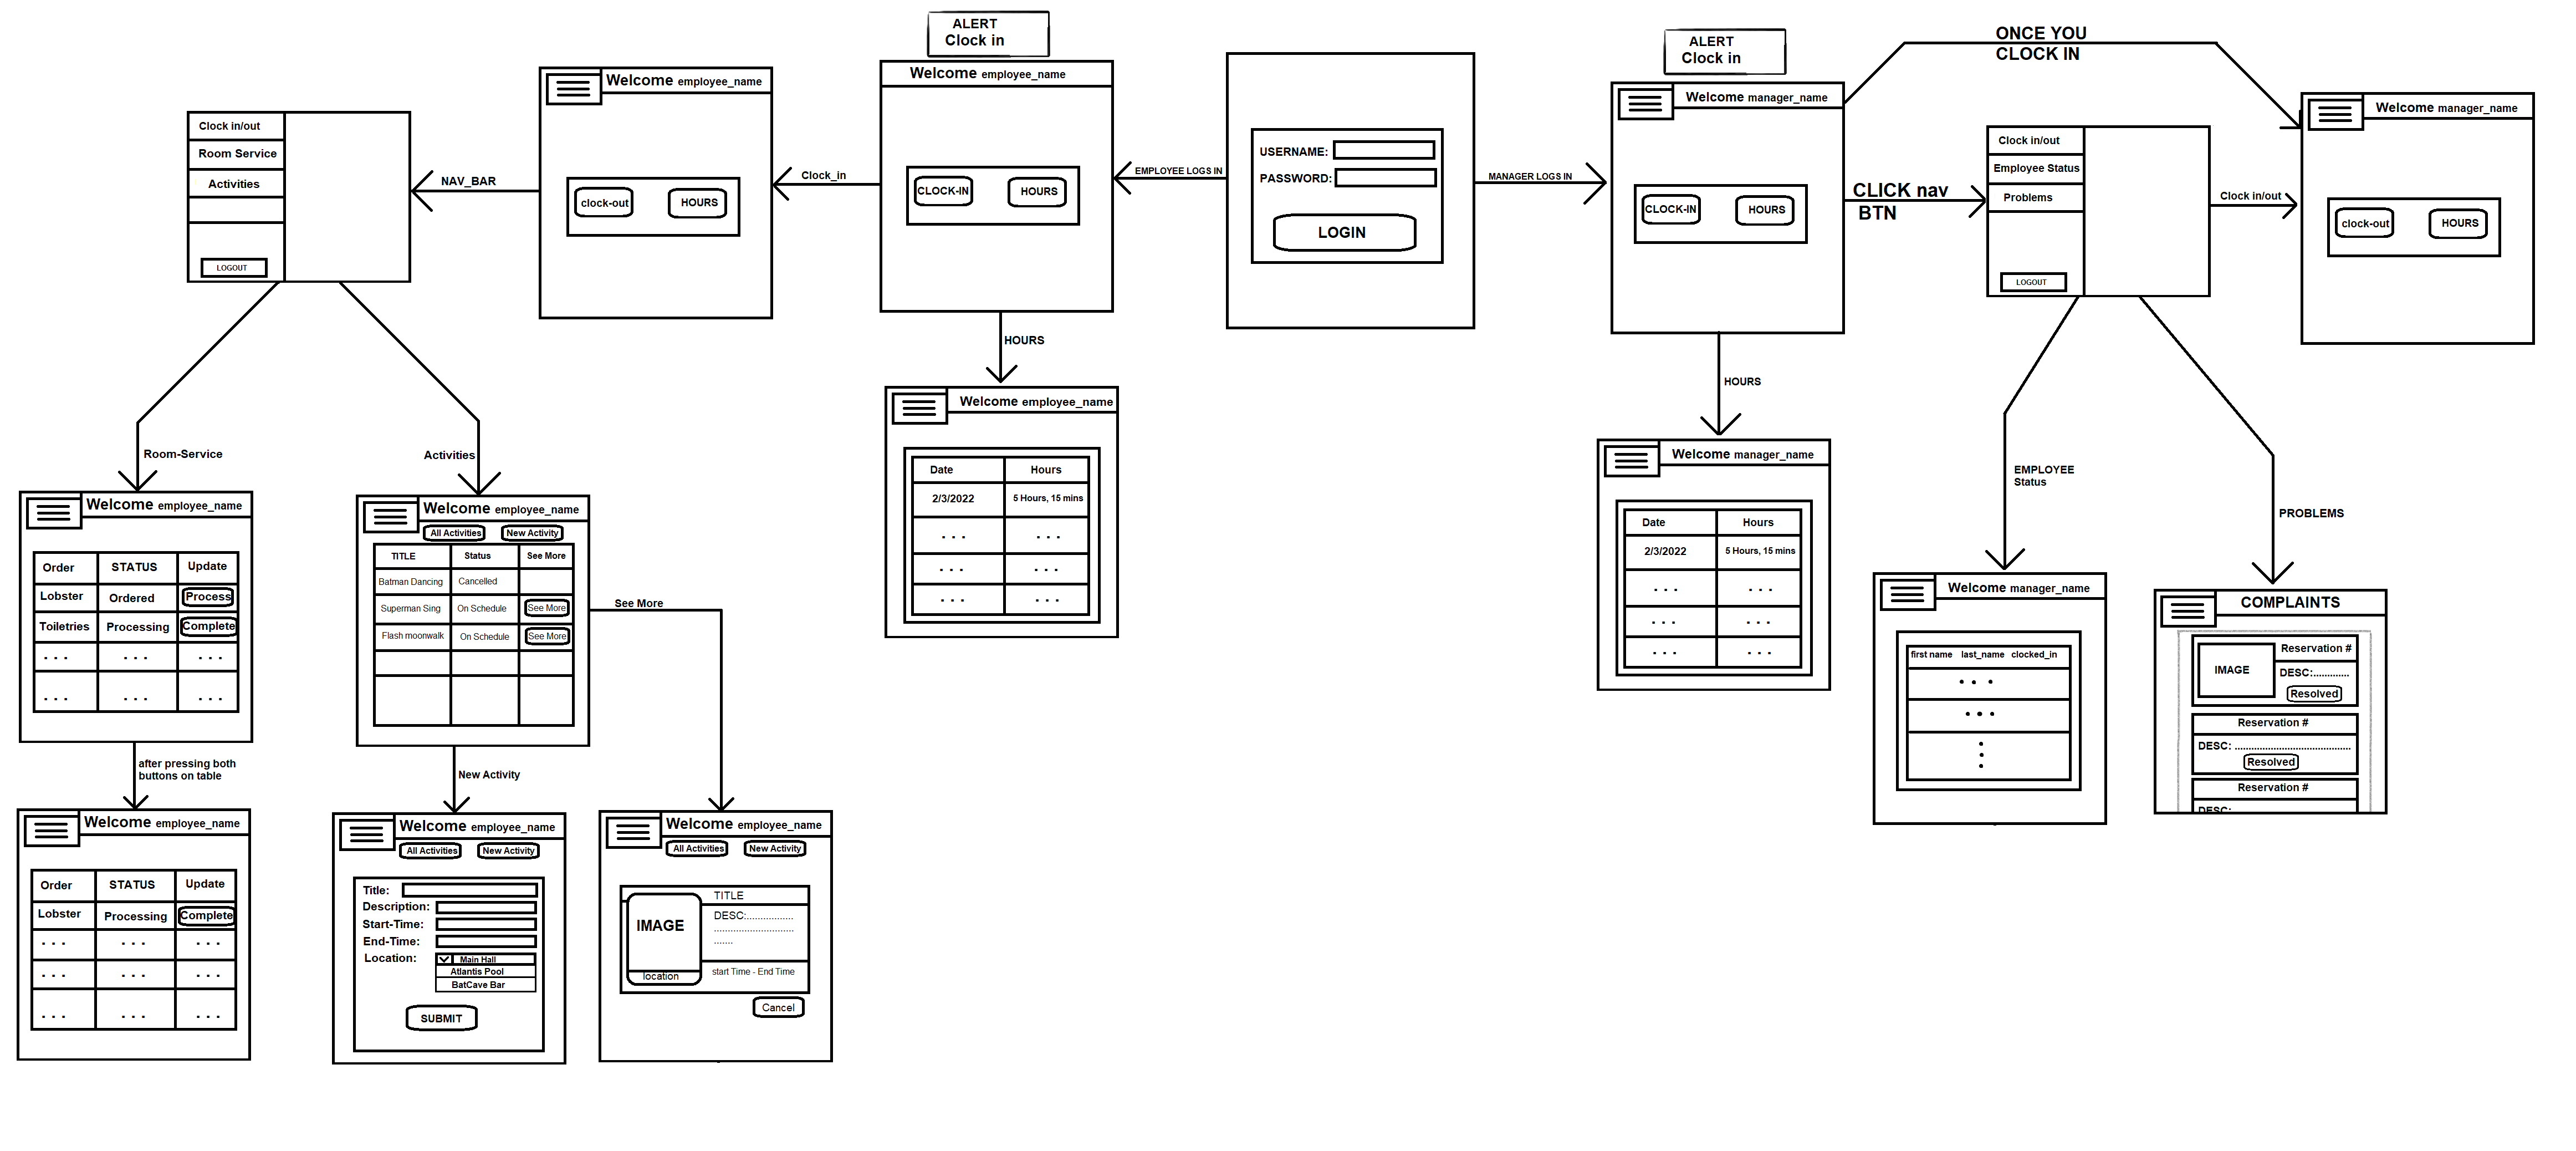 ALERT
Clock in
Welcome employee_name
CLOCK-IN
HOURS
EMPLOYEE LOGS IN
USERNAME:
PASSWORD:
LOGIN
MANAGER LOGS IN
ALERT
Clock in
Welcome manager_name
CLOCK-IN
HOURS
ONCE YOU
CLOCK IN
CLICK nav
BTN
Clock in/out
Employee Status
Problems
LOGOUT
Clock in/out
Welcome manager_name
clock-out
HOURS
Clock_in
Welcome employee_name
clock-out
HOURS
NAV_BAR
Clock in/out
Room Service
Activities
LOGOUT
HOURS
Welcome employee_name
Date Hours
2/3/2022 5 Hours, 15 mins
. . . . . .
. . . . . .
. . . . . .
HOURS
Welcome manager_name
Date Hours
2/3/2022 5 Hours, 15 mins
. . . . . .
. . . . . .
. . . . . .
EMPLOYEE
Status
Welcome manager_name
first name last_name clocked_in
PROBLEMS
COMPLAINTS
IMAGE
Reservation #
DESC:.............
Resolved
Reservation #
DESC: ..........................................
Resolved
Reservation #
DESC:
Room-Service
Welcome employee_name
Order STATUS Update
Lobster Ordered Process
Toiletries Processing Complete
. . . . . . . . .
. . . . . . . . .
after pressing both
buttons on table
Welcome employee_name
Order STATUS Update
Lobster Processing Complete
. . . . . . . . .
. . . . . . . . .
. . . . . . . . .
Activities
Welcome employee_name
All Activities New Activity
TITLE Status See More
Batman Dancing Cancelled
Superman Sing On Schedule See More
Flash moonwalk On Schedule See More
New Activity
Welcome employee_name
All Activities New Activity
Title:
Description:
Start-Time:
End-Time:
Location: Main Hall
Atlantis Pool
BatCave Bar
SUBMIT
See More
Welcome employee_name
All Activities New Activity
IMAGE
location
TITLE
DESC:.................
.............................
.......
start Time - End Time
Cancel